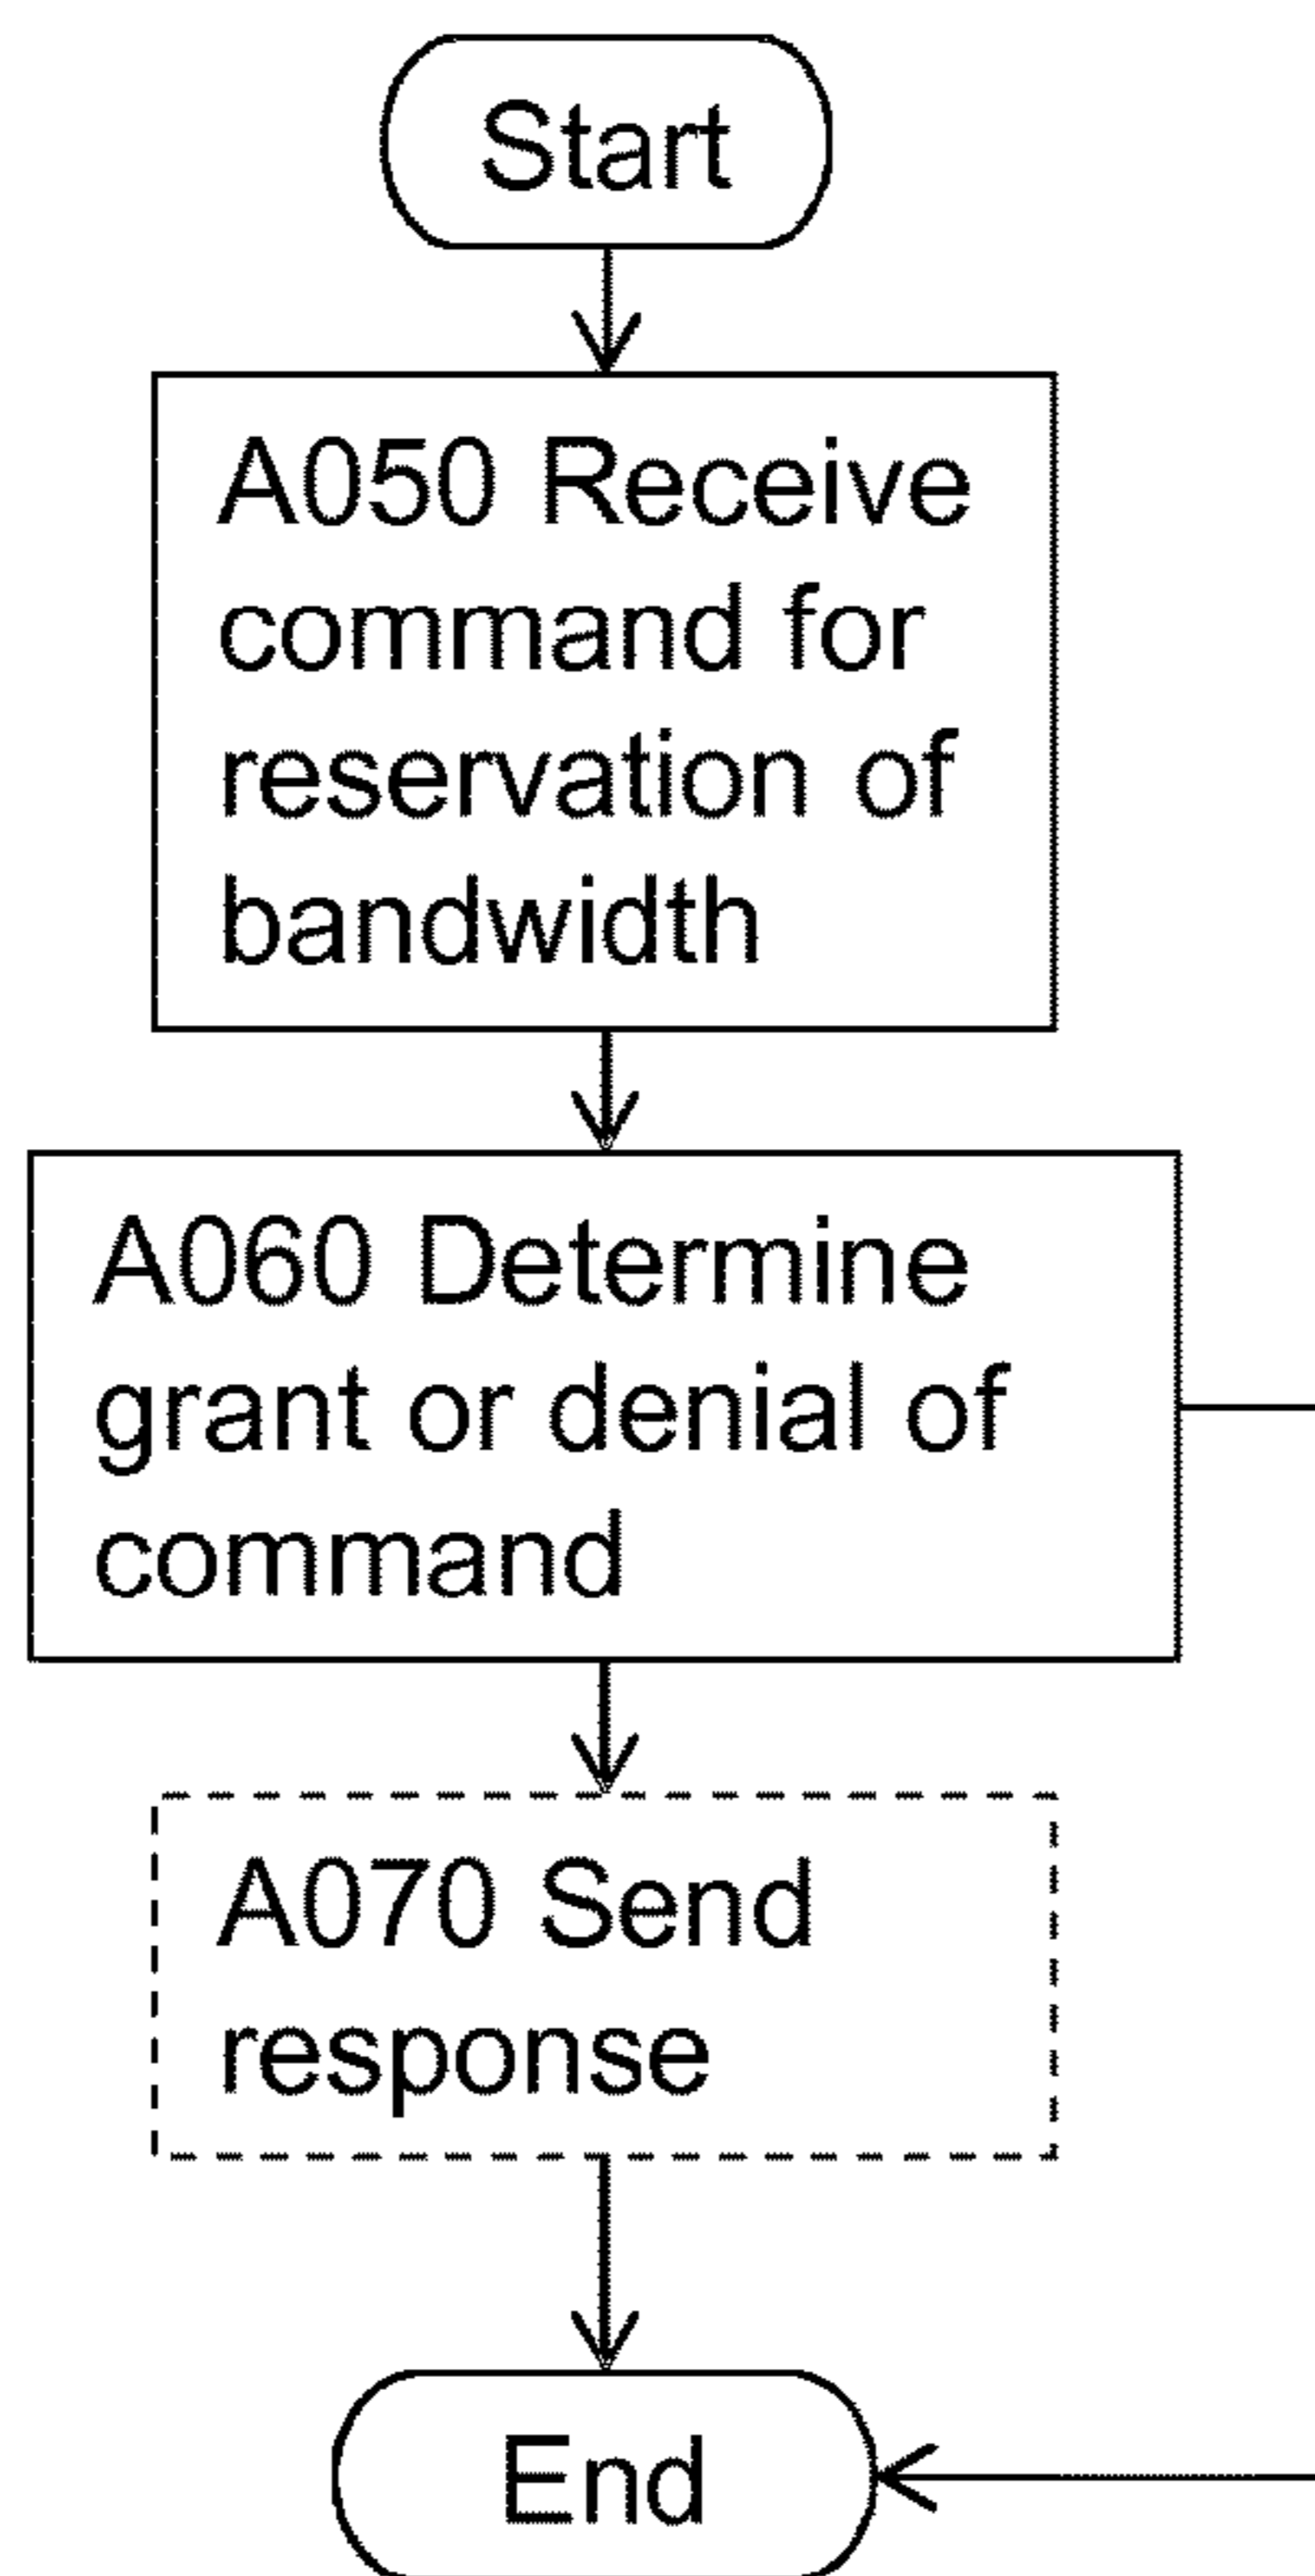 Start
A050 Receive
command for
reservation of
bandwidth
A060 Determine
grant or denial of
command
A070 Send
response
End